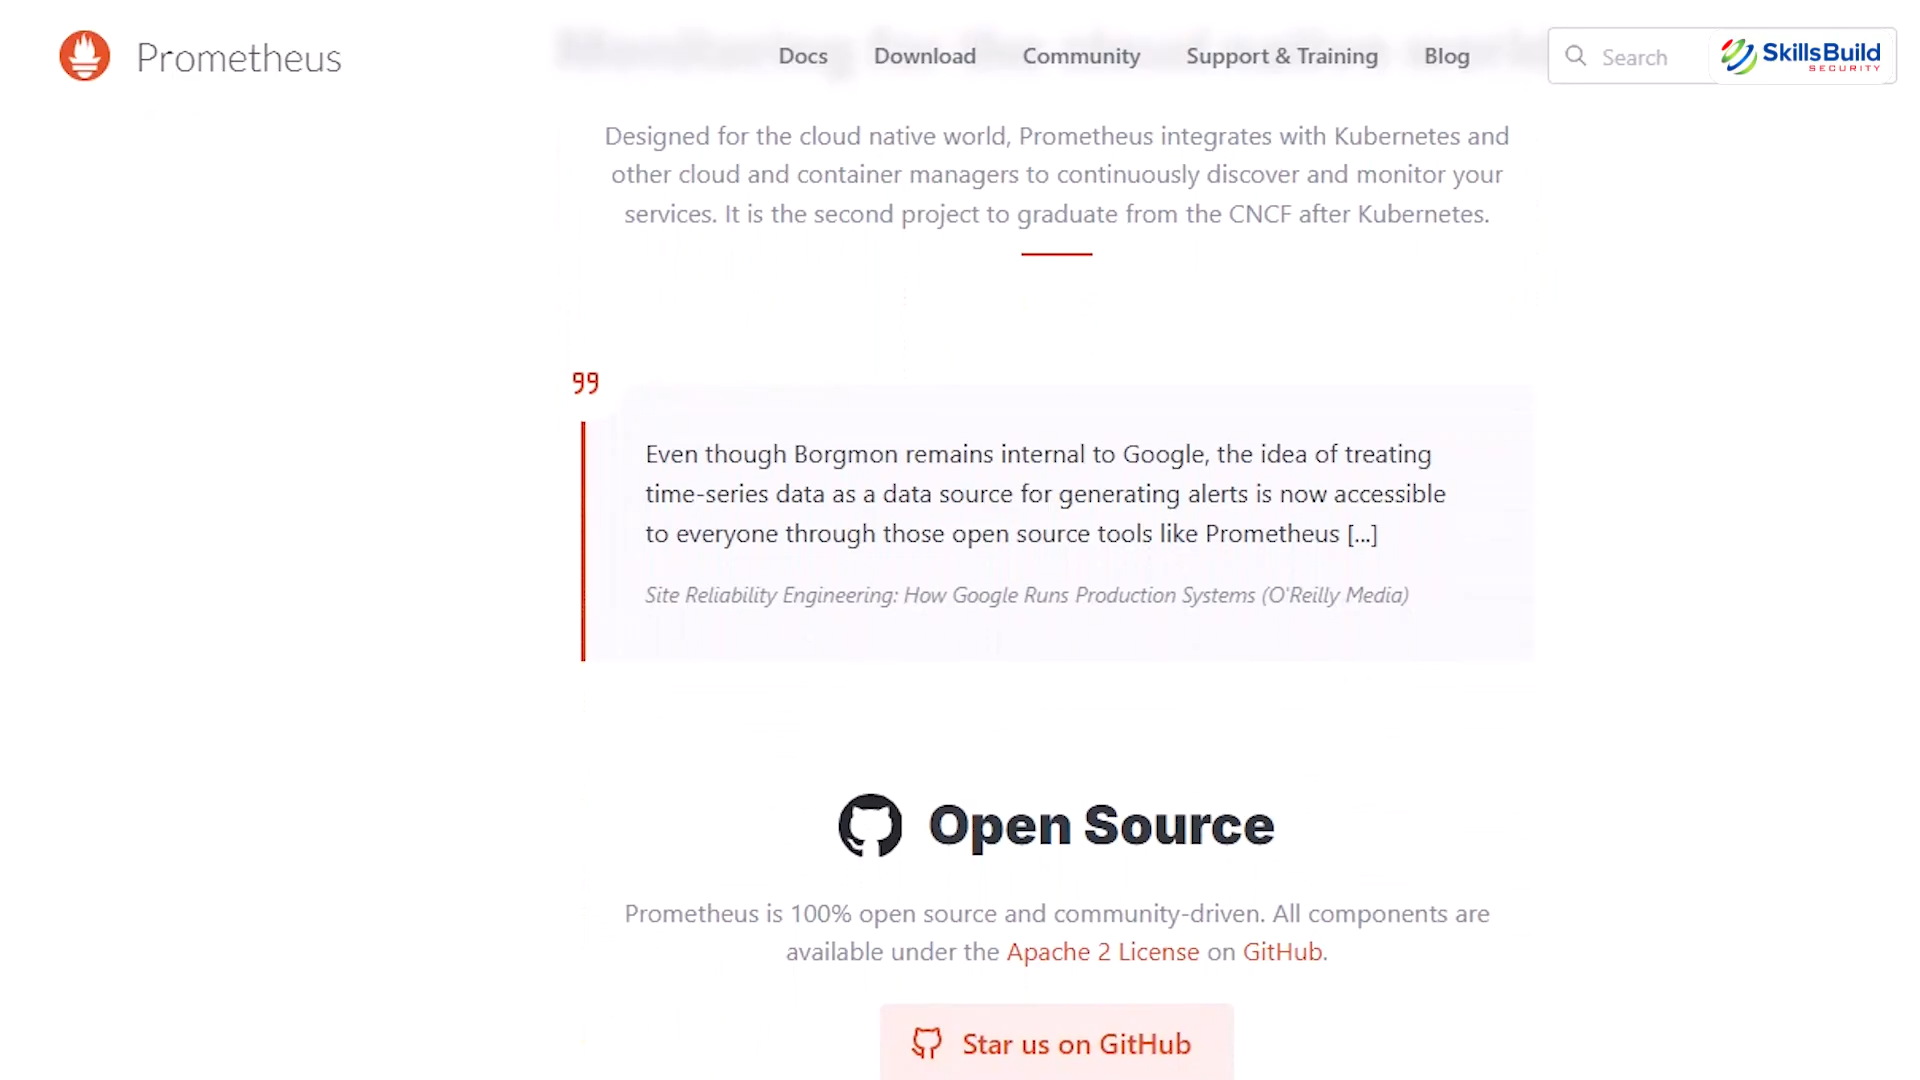 Prometheus
Docs Download Community Support & Training Blog
Search
SkillsBuild
SECURITY
Designed for the cloud native world, Prometheus integrates with Kubernetes and
other cloud and container managers to continuously discover and monitor your
services. It is the second project to graduate from the CNCF after Kubernetes.
Even though Borgmon remains internal to Google, the idea of treating
time-series data as a data source for generating alerts is now accessible
to everyone through those open source tools like Prometheus [...]
Site Reliability Engineering: How Google Runs Production Systems (O'Reilly Media)
Open Source
Prometheus is 100% open source and community-driven. All components are
available under the Apache 2 License on GitHub.
Star us on GitHub